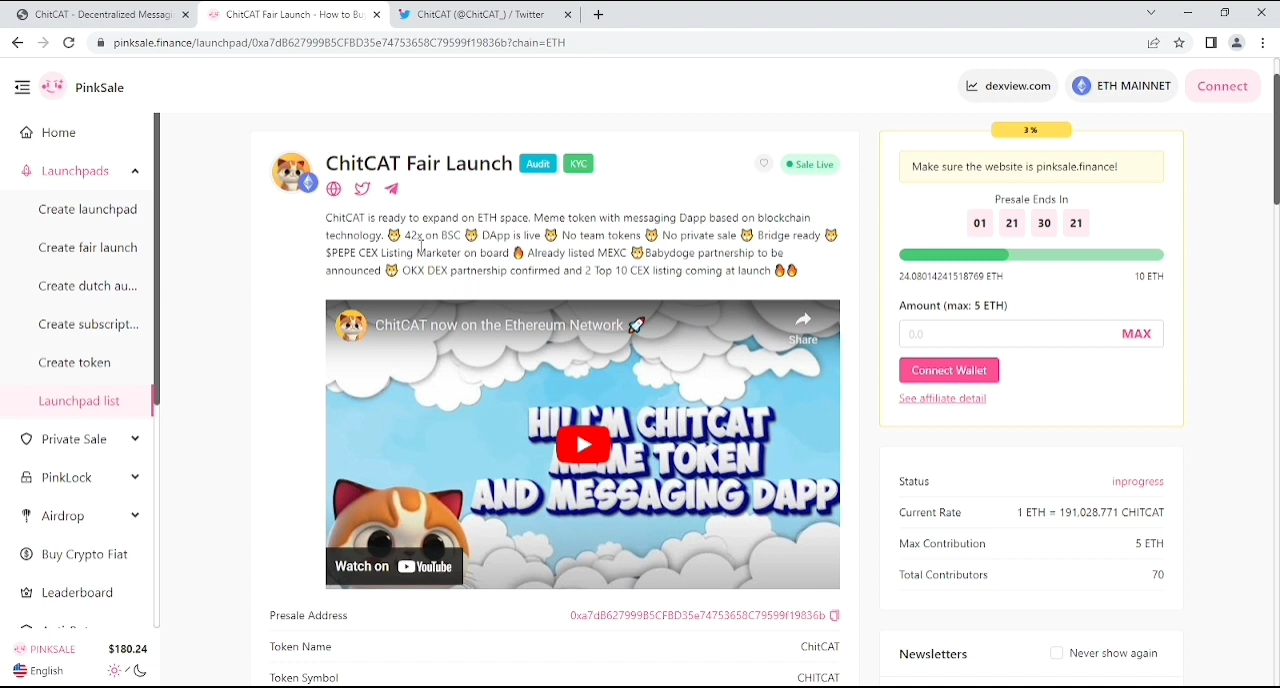 ChitCAT - Decentralized Messagi
ChitCAT Fair Launch - How to Bu
ChitCAT (@ChitCAT_) / Twitter
pinksale.finance/launchpad/0xa7dB627999B5CFBD35e74753658C79599f19836b?chain=ETH
PinkSale
dexview.com
ETH MAINNET
Connect
Home
Launchpads
Create launchpad
Create fair launch
Create dutch au...
Create subscript...
Create token
Launchpad list
Private Sale
PinkLock
Airdrop
Buy Crypto Fiat
Leaderboard
PINKSALE
$180.24
English
ChitCAT Fair Launch
Audit
KYC
Sale Live
ChitCAT is ready to expand on ETH space. Meme token with messaging Dapp based on blockchain
technology. 🐱 42x on BSC 🐱 DApp is live 🐱 No team tokens 🐱 No private sale 🐱 Bridge ready 🐱
$PEPE CEX Listing Marketer on board 🔥 Already listed MEXC 🐱Babydoge partnership to be
announced 🐱 OKX DEX partnership confirmed and 2 Top 10 CEX listing coming at launch 🔥🔥
ChitCAT now on the Ethereum Network 🚀
Share
HI! I'M CHITCAT
MEME TOKEN
AND MESSAGING DAPP
Watch on YouTube
Presale Address
0xa7dB627999B5CFBD35e74753658C79599f19836b
Token Name
ChitCAT
Token Symbol
CHITCAT
3 %
Make sure the website is pinksale.finance!
Presale Ends In
01 21 30 21
24.08014241518769 ETH
10 ETH
Amount (max: 5 ETH)
0.0
MAX
Connect Wallet
See affiliate detail
Status
inprogress
Current Rate
1 ETH = 191,028.771 CHITCAT
Max Contribution
5 ETH
Total Contributors
70
Newsletters
Never show again